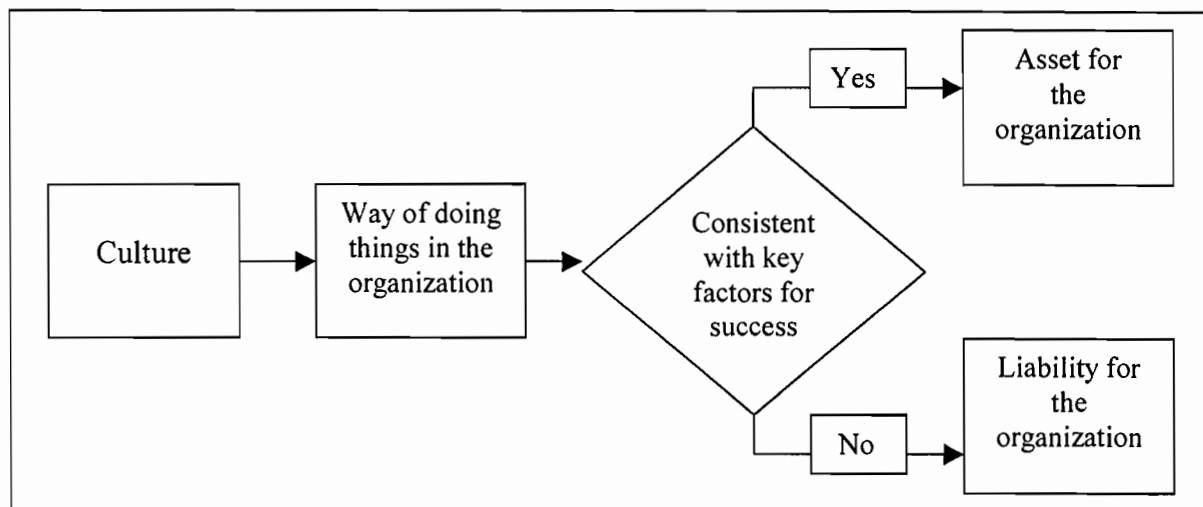 Culture
Way of doing
things in the
organization
Consistent
with key
factors for
success
Yes
Asset for
the
organization
No
Liability for
the
organization